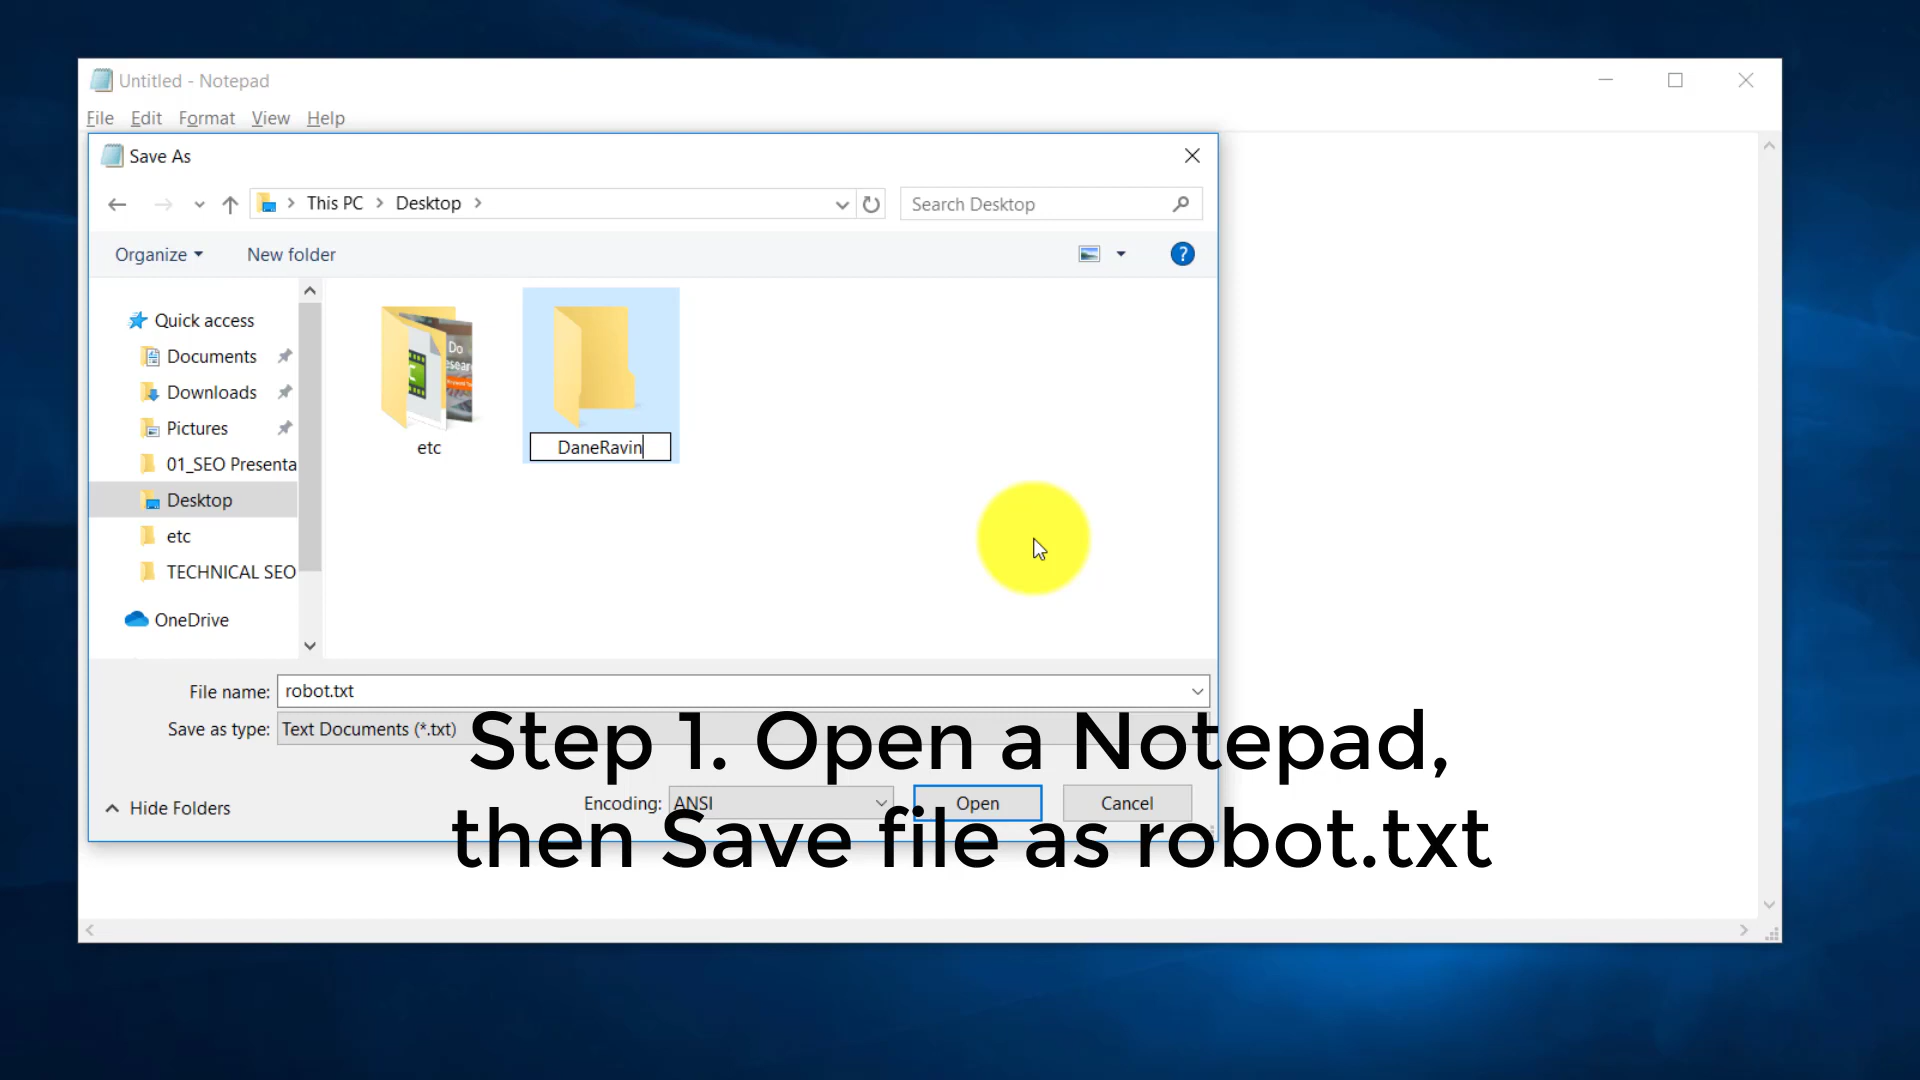 Untitled - Notepad
File Edit Format View Help
Save As
This PC > Desktop >
Search Desktop
Organize
New folder
?
Quick access
Documents
Downloads
Pictures
01_SEO Presenta
Desktop
etc
TECHNICAL SEO
OneDrive
Do
esear
C
etc
DaneRavin
File name: robot.txt
Save as type: Text Documents (*.txt)
Hide Folders
Encoding: ANSI
Open
Cancel
Step 1. Open a Notepad,
then Save file as robot.txt